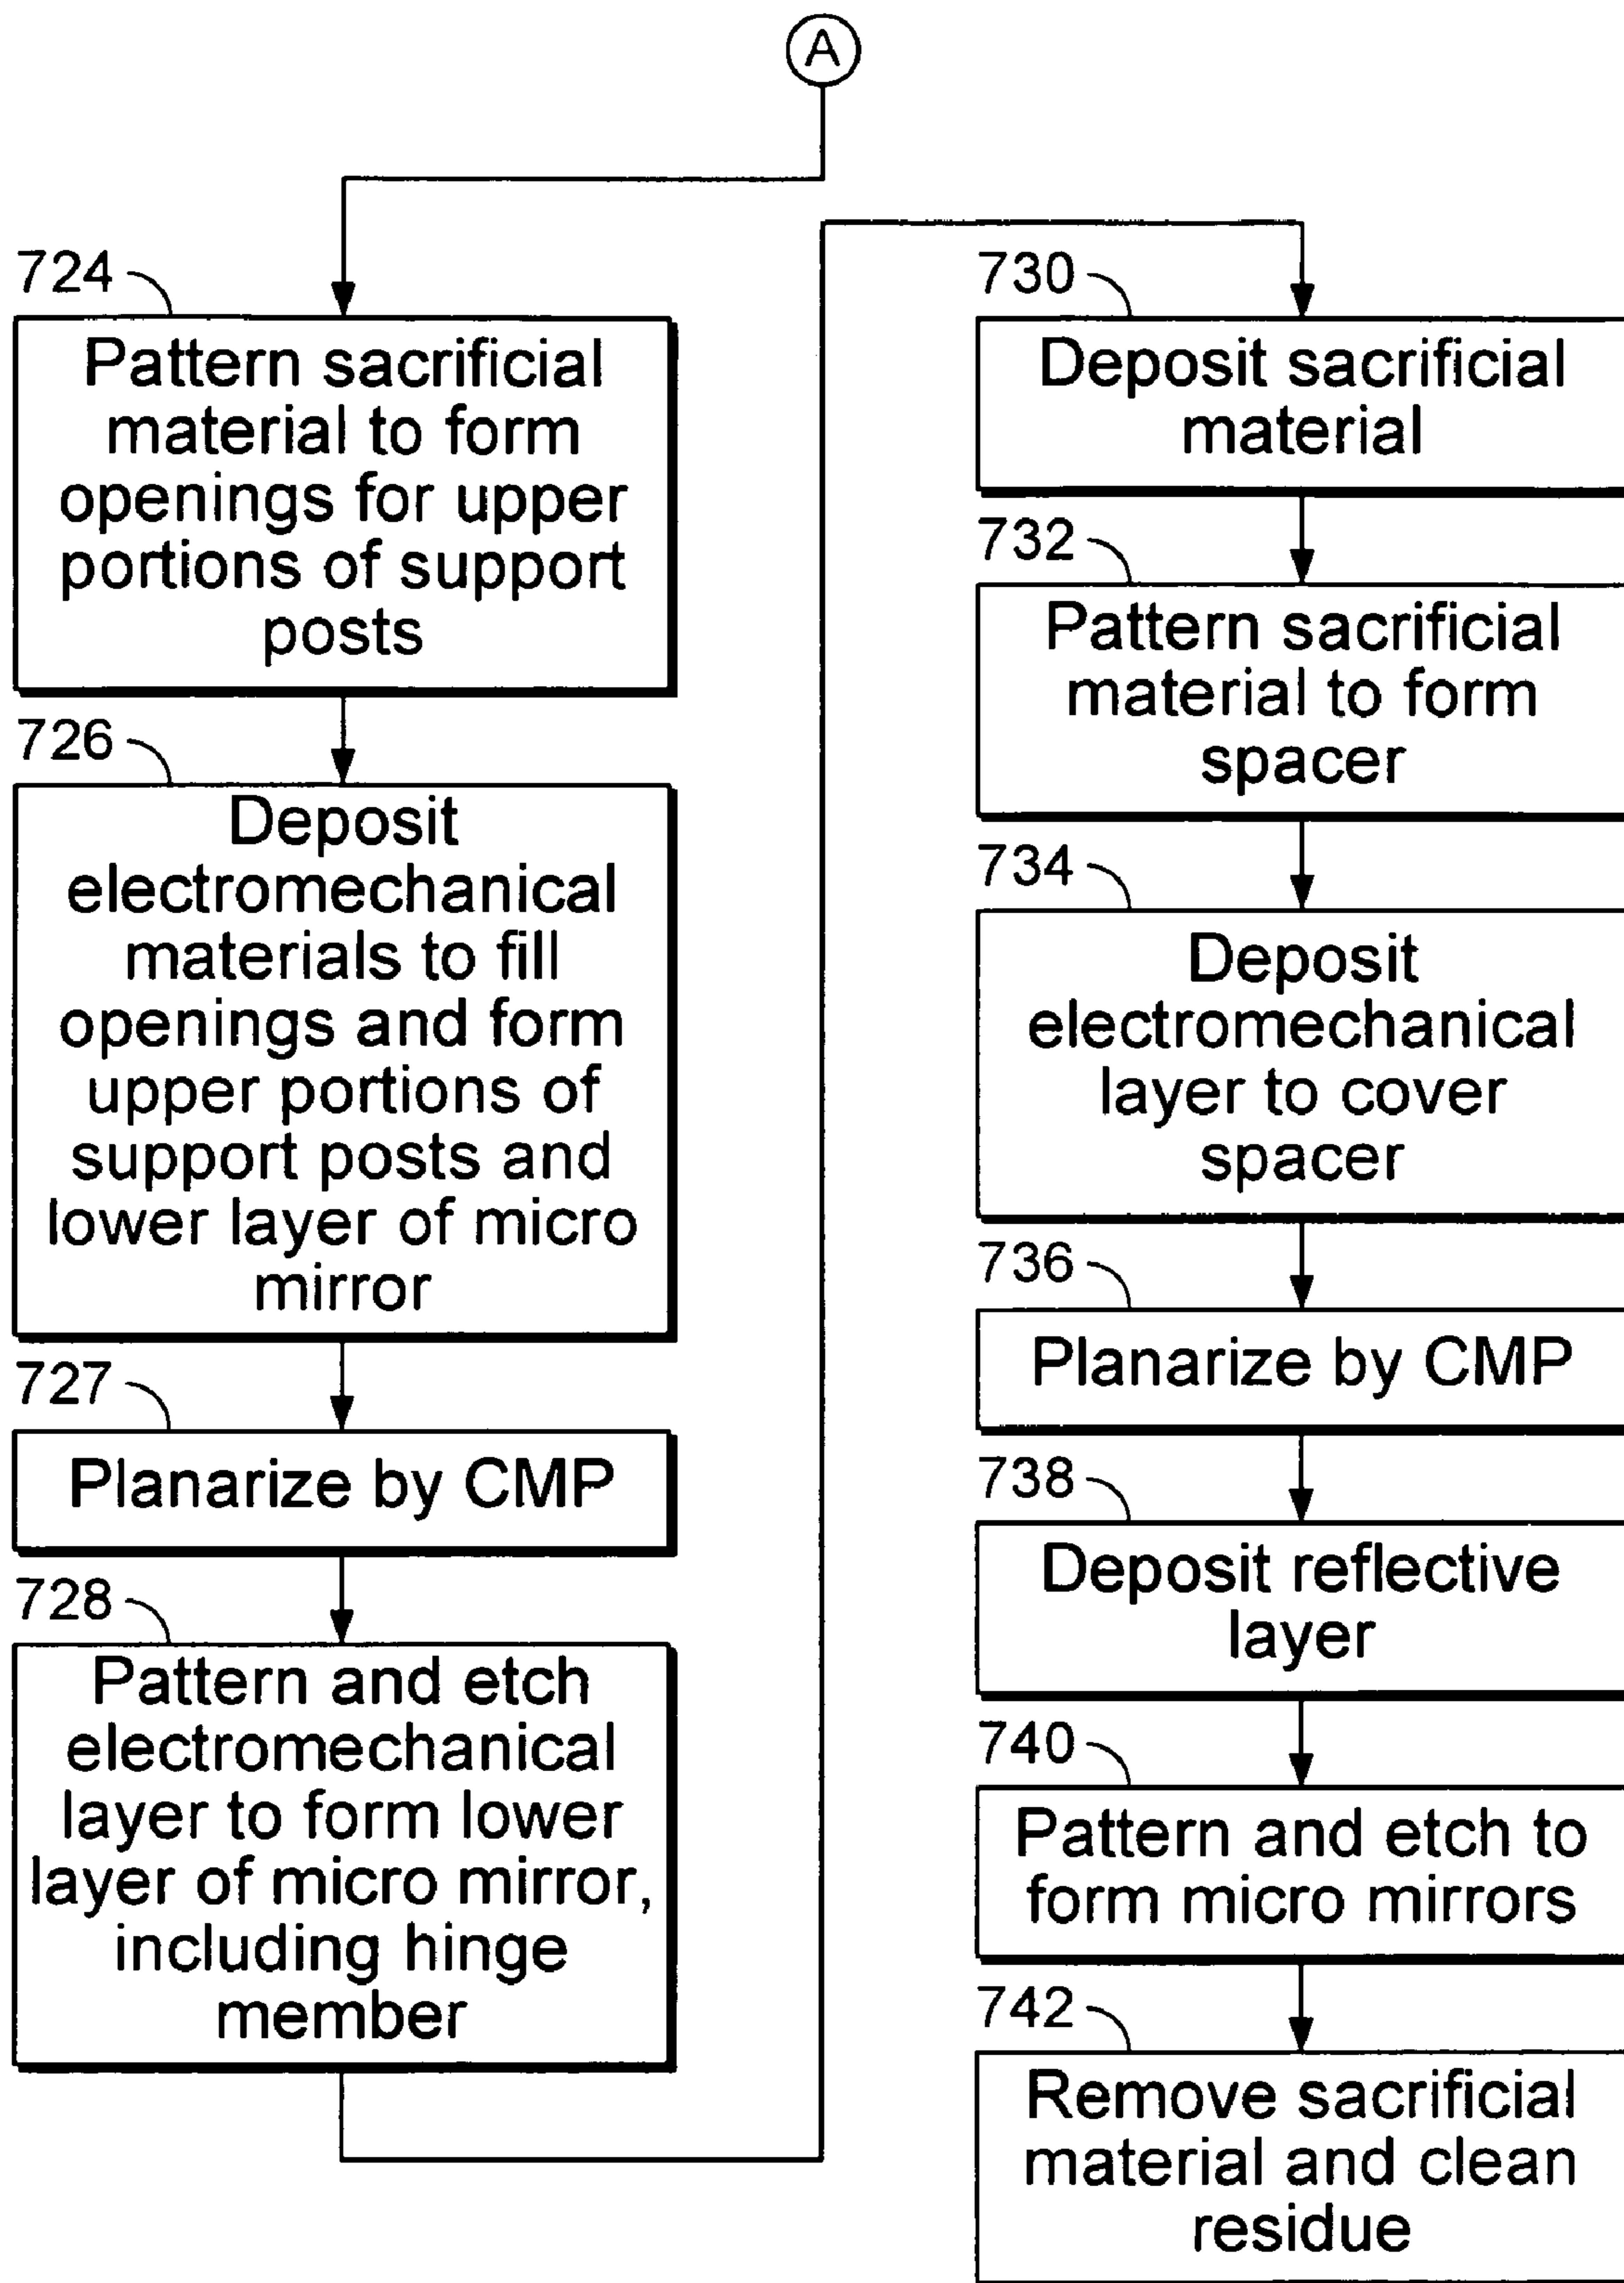 A
724
Pattern sacrificial
material to form
openings for upper
portions of support
posts
726
Deposit
electromechanical
materials to fill
openings and form
upper portions of
support posts and
lower layer of micro
mirror
727
Planarize by CMP
728
Pattern and etch
electromechanical
layer to form lower
layer of micro mirror,
including hinge
member
730
Deposit sacrificial
material
732
Pattern sacrificial
material to form
spacer
734
Deposit
electromechanical
layer to cover
spacer
736
Planarize by CMP
738
Deposit reflective
layer
740
Pattern and etch to
form micro mirrors
742
Remove sacrificial
material and clean
residue